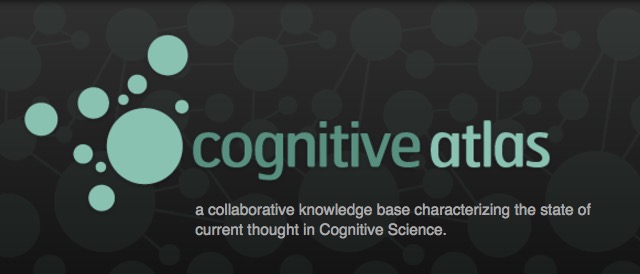 cognitive atlas
a collaborative knowledge base characterizing the state of
current thought in Cognitive Science.